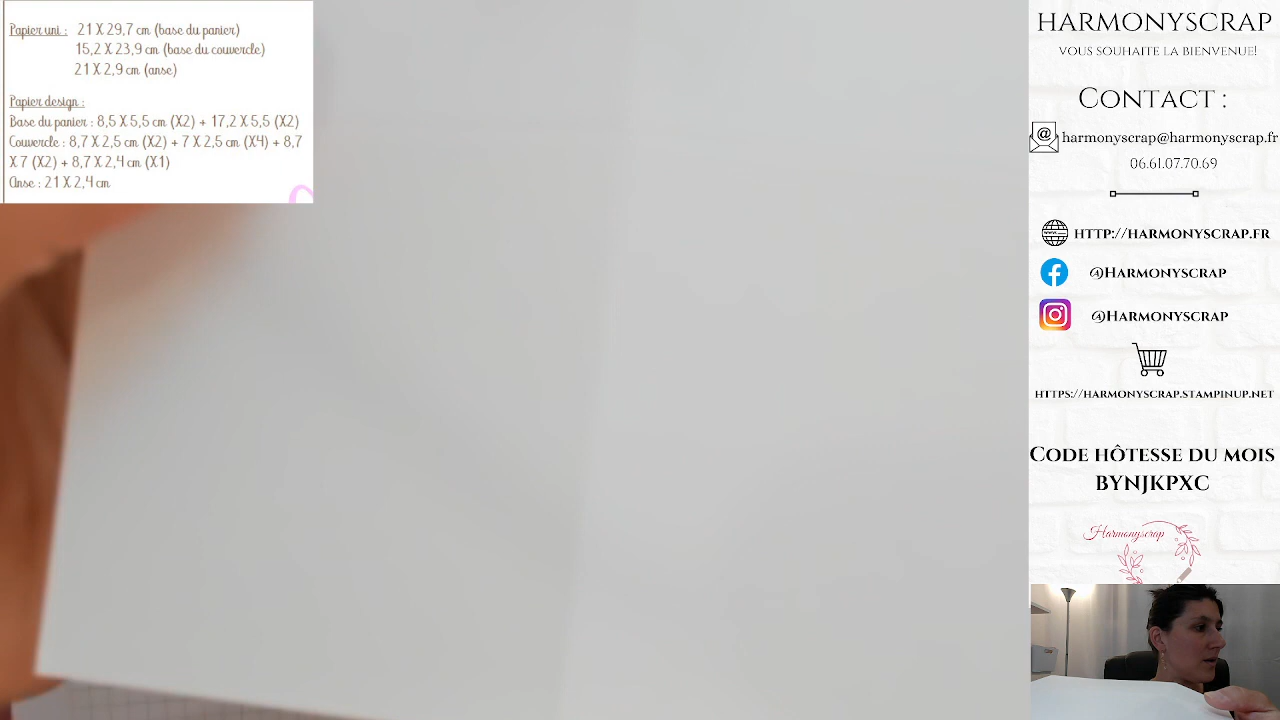 Papier uni : 21 X 29,7 cm (base du panier)
15,2 X 23,9 cm (base du couvercle)
21 X 2,9 cm (anse)
Papier design :
Base du panier : 8,5 X 5,5 cm (X2) + 17,2 X 5,5 (X2)
Couvercle : 8,7 X 2,5 cm (X2) + 7 X 2,5 cm (X4) + 8,7
X 7 (X2) + 8,7 X 2,4 cm (X1)
Anse : 21 X 2,4 cm
HARMONYSCRAP
VOUS SOUHAITE LA BIENVENUE!
CONTACT :
@ harmonyscrap@harmonyscrap.fr
06.61.07.70.69
HTTP://HARMONYSCRAP.FR
@HARMONYSCRAP
@HARMONYSCRAP
HTTPS://HARMONYSCRAP.STAMPINUP.NET
CODE HÔTESSE DU MOIS
BYNJKPXC
Harmonyscrap